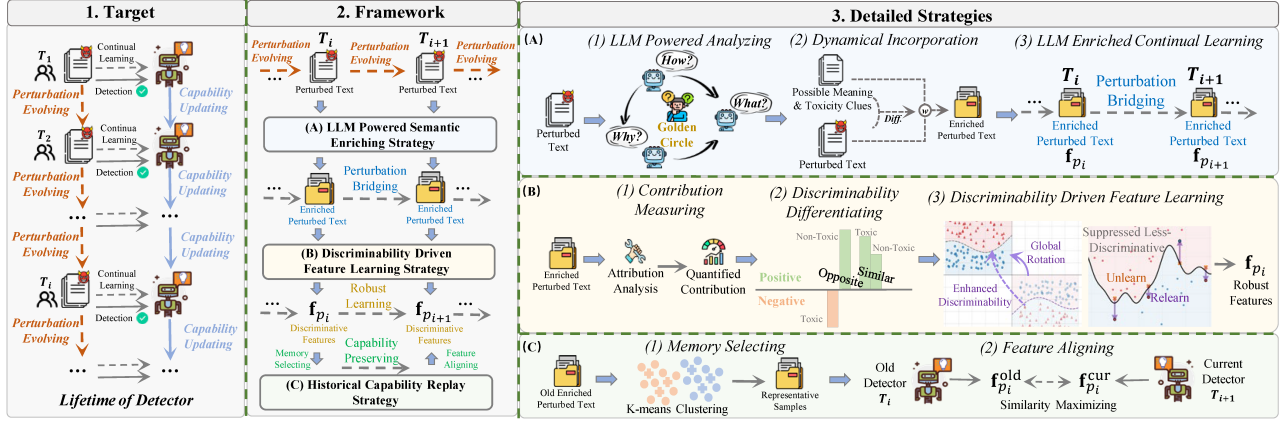 1. Target
T1
Continual
Learning
Detection
Perturbation
Evolving
Capability
Updating
T2
Continua
Learning
Detection
Perturbation
Evolving
Capability
Updating
...
...
Perturbation
Evolving
Capability
Updating
Ti
Continual
Learning
Detection
Perturbation
Evolving
Capability
Updating
...
...
Lifetime of Detector
2. Framework
Perturbation
Evolving
...
Ti
Perturbed Text
Perturbation
Evolving
Ti+1
Perturbed Text
Perturbation
Evolving
...
(A) LLM Powered Semantic
Enriching Strategy
...
Enriched
Perturbed Text
Perturbation
Bridging
Enriched
Perturbed Text
...
(B) Discriminability Driven
Feature Learning Strategy
...
fpi
Discriminative
Features
Robust
Learning
fpi+1
Discriminative
Features
...
Memory
Selecting
Capability
Preserving
Feature
Aligning
(C) Historical Capability Replay
Strategy
3. Detailed Strategies
(A)
(1) LLM Powered Analyzing
Perturbed
Text
How?
What?
Why?
Golden
Circle
(2) Dynamical Incorporation
Possible Meaning
& Toxicity Clues
Diff.
w
Perturbed Text
Enriched
Perturbed Text
(3) LLM Enriched Continual Learning
...
Ti
Enriched
Perturbed Text
fpi
Perturbation
Bridging
Ti+1
Enriched
Perturbed Text
fpi+1
...
(B)
(1) Contribution
Measuring
Enriched
Perturbed Text
Attribution
Analysis
Quantified
Contribution
(2) Discriminability
Differentiating
Non-Toxic
Toxic
Non-Toxic
Positive
Opposite
Similar
Negative
Toxic
(3) Discriminability Driven Feature Learning
Global
Rotation
Enhanced
Discriminability
Suppressed Less-
Discriminative
Unlearn
Relearn
fpi
Robust
Features
(C)
(1) Memory Selecting
Old Enriched
Perturbed Text
K-means Clustering
Representative
Samples
(2) Feature Aligning
Old
Detector
Ti
fpi old
fpi cur
Similarity Maximizing
Current
Detector
Ti+1